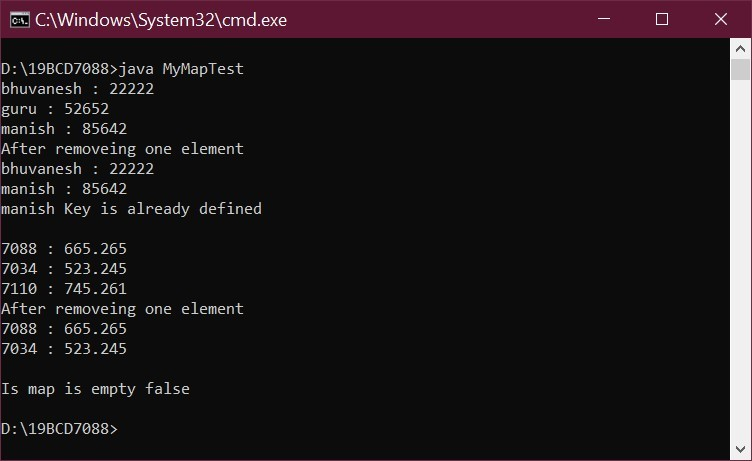 C:\Windows\System32\cmd.exe
D:\19BCD7088>java MyMapTest
bhuvanesh : 22222
guru : 52652
manish : 85642
After removeing one element
bhuvanesh : 22222
manish : 85642
manish Key is already defined
7088 : 665.265
7034 : 523.245
7110 : 745.261
After removeing one element
7088 : 665.265
7034 : 523.245
Is map is empty false
D:\19BCD7088>